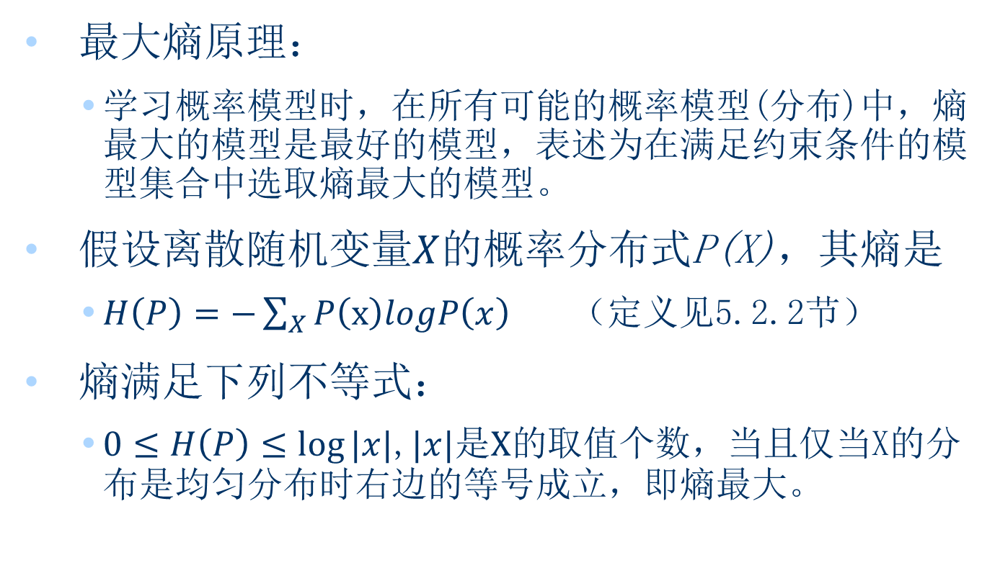 • 最大熵原理：
• 学习概率模型时，在所有可能的概率模型(分布)中，熵
最大的模型是最好的模型，表述为在满足约束条件的模
型集合中选取熵最大的模型。
• 假设离散随机变量X的概率分布式P(X)，其熵是
• H(P) = −∑_X P(x)logP(x) （定义见5.2.2节）
• 熵满足下列不等式：
• 0 ≤ H(P) ≤ log|x|, |x|是X的取值个数，当且仅当X的分
布是均匀分布时右边的等号成立，即熵最大。